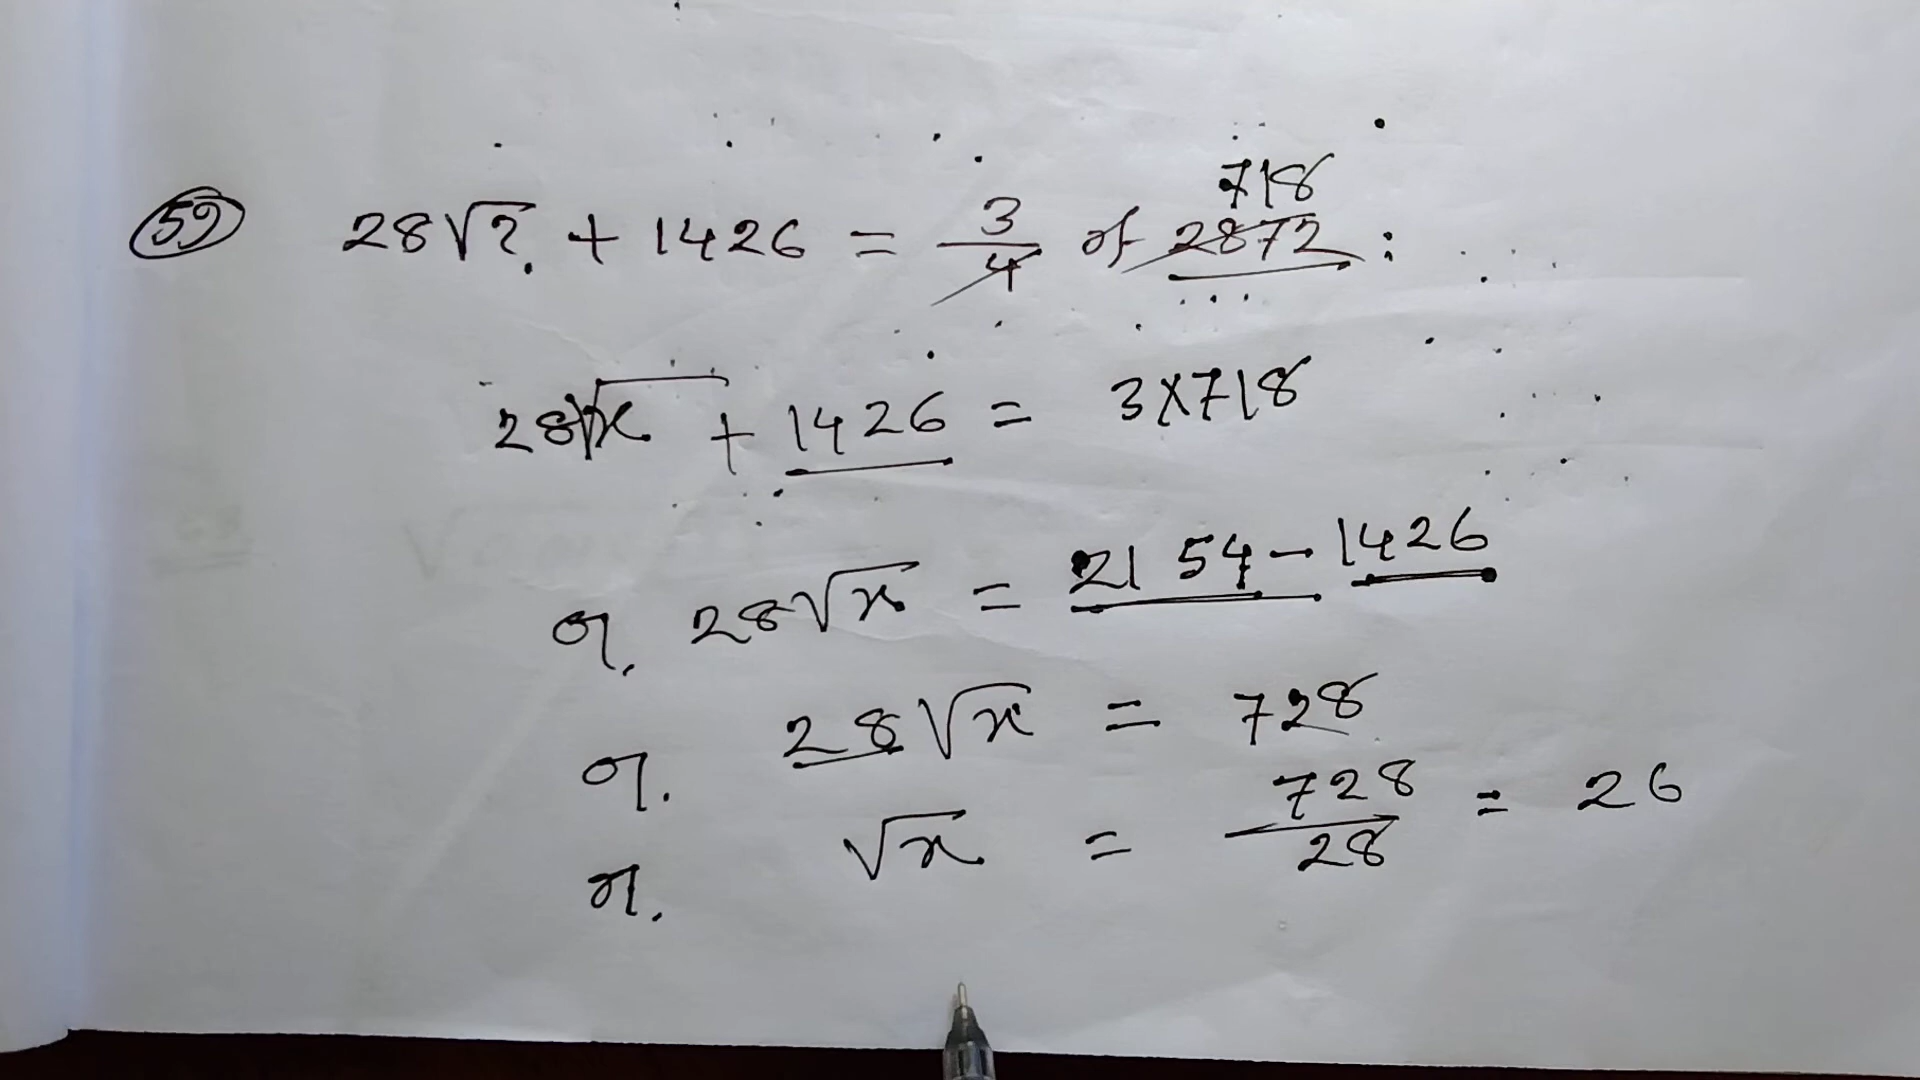 59 28√? + 1426 = 3/4 of 2872 : 718
28√x + 1426 = 3×718
or, 28√x = 2154 - 1426
or, 28√x = 728
or, √x = 728/28 = 26